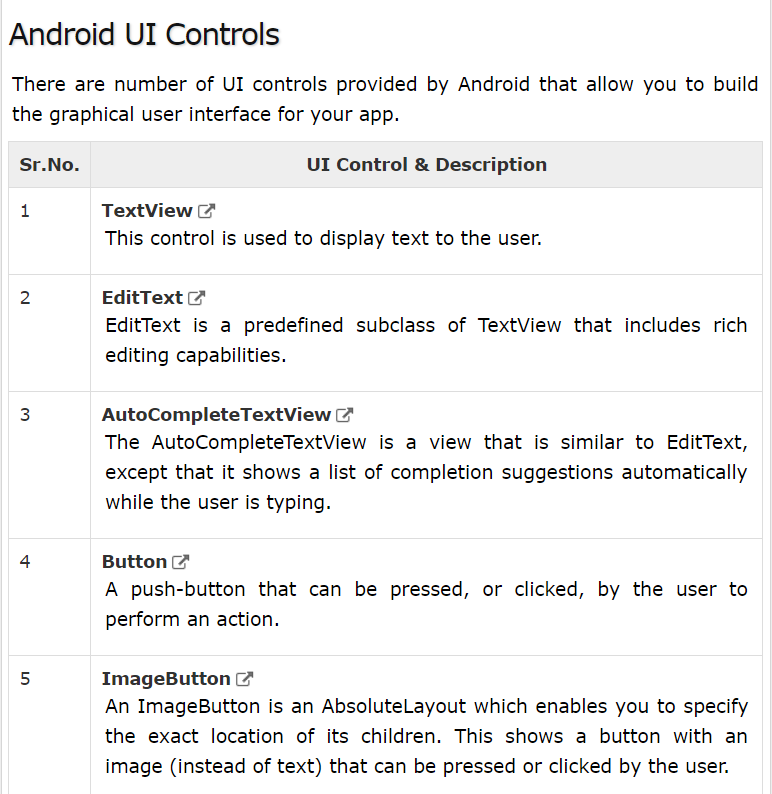 Android UI Controls
There are number of UI controls provided by Android that allow you to build
the graphical user interface for your app.
Sr.No. UI Control & Description
1 TextView
This control is used to display text to the user.
2 EditText
EditText is a predefined subclass of TextView that includes rich
editing capabilities.
3 AutoCompleteTextView
The AutoCompleteTextView is a view that is similar to EditText,
except that it shows a list of completion suggestions automatically
while the user is typing.
4 Button
A push-button that can be pressed, or clicked, by the user to
perform an action.
5 ImageButton
An ImageButton is an AbsoluteLayout which enables you to specify
the exact location of its children. This shows a button with an
image (instead of text) that can be pressed or clicked by the user.